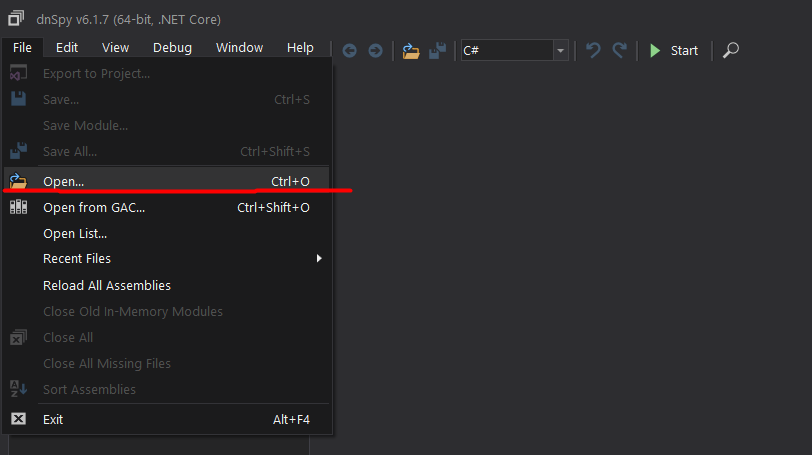 dnSpy v6.1.7 (64-bit, .NET Core)
File Edit View Debug Window Help C# Start
Export to Project...
Save... Ctrl+S
Save Module...
Save All... Ctrl+Shift+S
Open... Ctrl+O
Open from GAC... Ctrl+Shift+O
Open List...
Recent Files
Reload All Assemblies
Close Old In-Memory Modules
Close All
Close All Missing Files
Sort Assemblies
Exit Alt+F4